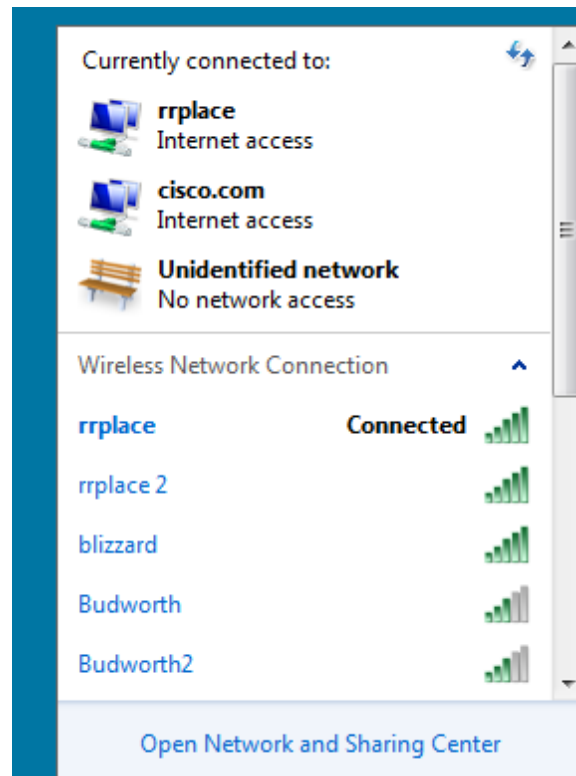 Currently connected to:
rrplace
Internet access
cisco.com
Internet access
Unidentified network
No network access
Wireless Network Connection
rrplace Connected
rrplace 2
blizzard
Budworth
Budworth2
Open Network and Sharing Center